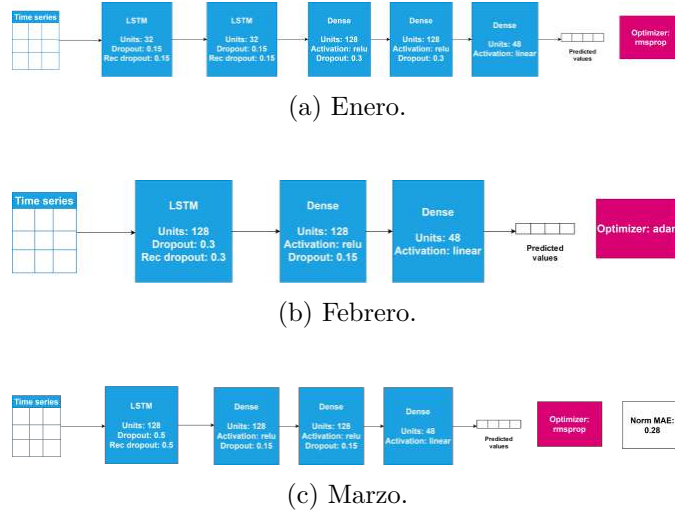 Time series
LSTM
Units: 32
Dropout: 0.15
Rec dropout: 0.15
LSTM
Units: 32
Dropout: 0.15
Rec dropout: 0.15
Dense
Units: 128
Activation: relu
Dropout: 0.3
Dense
Units: 128
Activation: relu
Dropout: 0.3
Dense
Units: 48
Activation: linear
Predicted
values
Optimizer:
rmsprop
(a) Enero.
Time series
LSTM
Units: 128
Dropout: 0.3
Rec dropout: 0.3
Dense
Units: 128
Activation: relu
Dropout: 0.15
Dense
Units: 48
Activation: linear
Predicted
values
Optimizer: adam
(b) Febrero.
Time series
LSTM
Units: 128
Dropout: 0.5
Rec dropout: 0.5
Dense
Units: 128
Activation: relu
Dropout: 0.15
Dense
Units: 128
Activation: relu
Dropout: 0.15
Dense
Units: 48
Activation: linear
Predicted
values
Optimizer:
rmsprop
Norm MAE:
0.28
(c) Marzo.